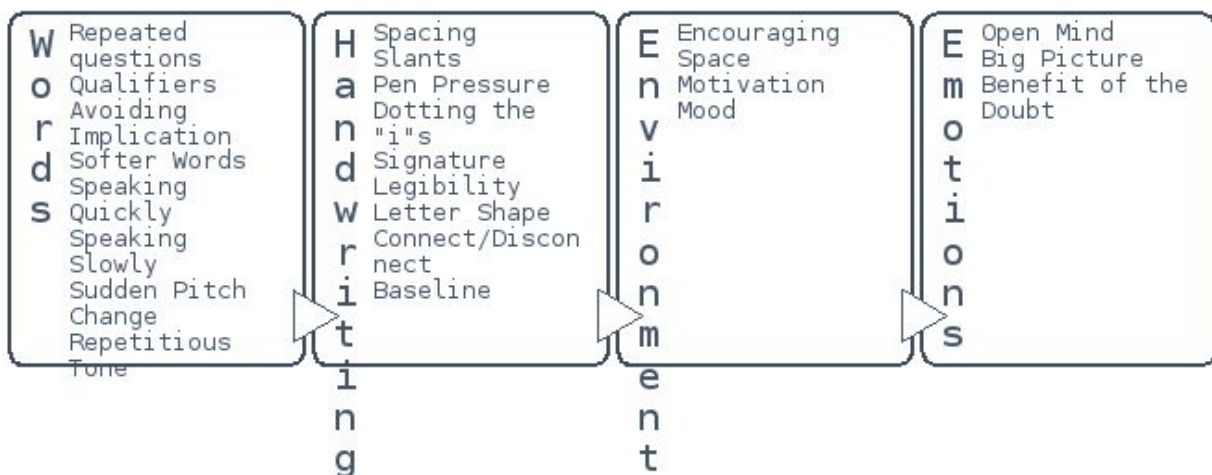 Words
Repeated
questions
Qualifiers
Avoiding
Implication
Softer Words
Speaking
Quickly
Speaking
Slowly
Sudden Pitch
Change
Repetitious
Tone
Handwriting
Spacing
Slants
Pen Pressure
Dotting the
"i"s
Signature
Legibility
Letter Shape
Connect/Discon
nect
Baseline
Environment
Encouraging
Space
Motivation
Mood
Emotions
Open Mind
Big Picture
Benefit of the
Doubt